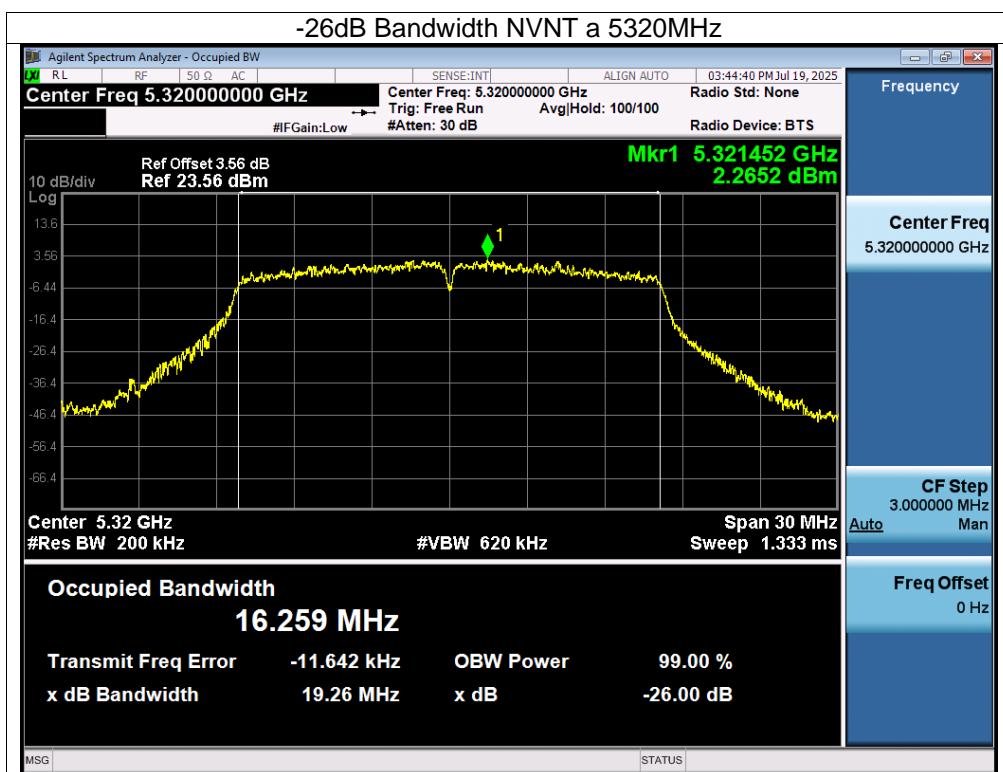 -26dB Bandwidth NVNT a 5320MHz
Agilent Spectrum Analyzer - Occupied BW
LXI RL RF 50 Ω AC SENSE:INT ALIGN AUTO 03:44:40 PM Jul 19, 2025
Center Freq 5.320000000 GHz Center Freq: 5.320000000 GHz Radio Std: None
Trig: Free Run Avg|Hold: 100/100
#IFGain:Low #Atten: 30 dB Radio Device: BTS
Mkr1 5.321452 GHz
2.2652 dBm
Ref Offset 3.56 dB
10 dB/div Ref 23.56 dBm
Log
13.6
1
3.56
-6.44
-16.4
-26.4
-36.4
-46.4
-56.4
-66.4
Center 5.32 GHz Span 30 MHz
#Res BW 200 kHz #VBW 620 kHz Sweep 1.333 ms
Occupied Bandwidth
16.259 MHz
Transmit Freq Error -11.642 kHz OBW Power 99.00 %
x dB Bandwidth 19.26 MHz x dB -26.00 dB
MSG STATUS
Frequency
Center Freq
5.320000000 GHz
CF Step
3.000000 MHz
Auto Man
Freq Offset
0 Hz